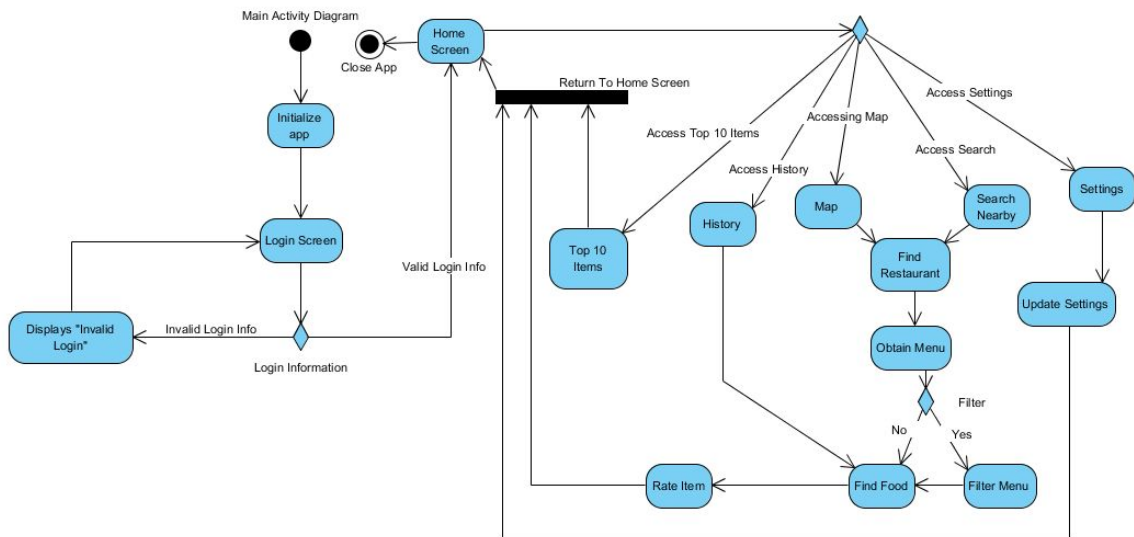 Main Activity Diagram
Home
Screen
Close App
Return To Home Screen
Access Settings
Initialize
app
Access Top 10 Items
Accessing Map
Access History
Access Search
Settings
Map
Search
Nearby
History
Login Screen
Top 10
Items
Find
Restaurant
Valid Login Info
Update Settings
Displays "Invalid
Login"
Invalid Login Info
Login Information
Obtain Menu
Filter
No
Yes
Rate Item
Find Food
Filter Menu